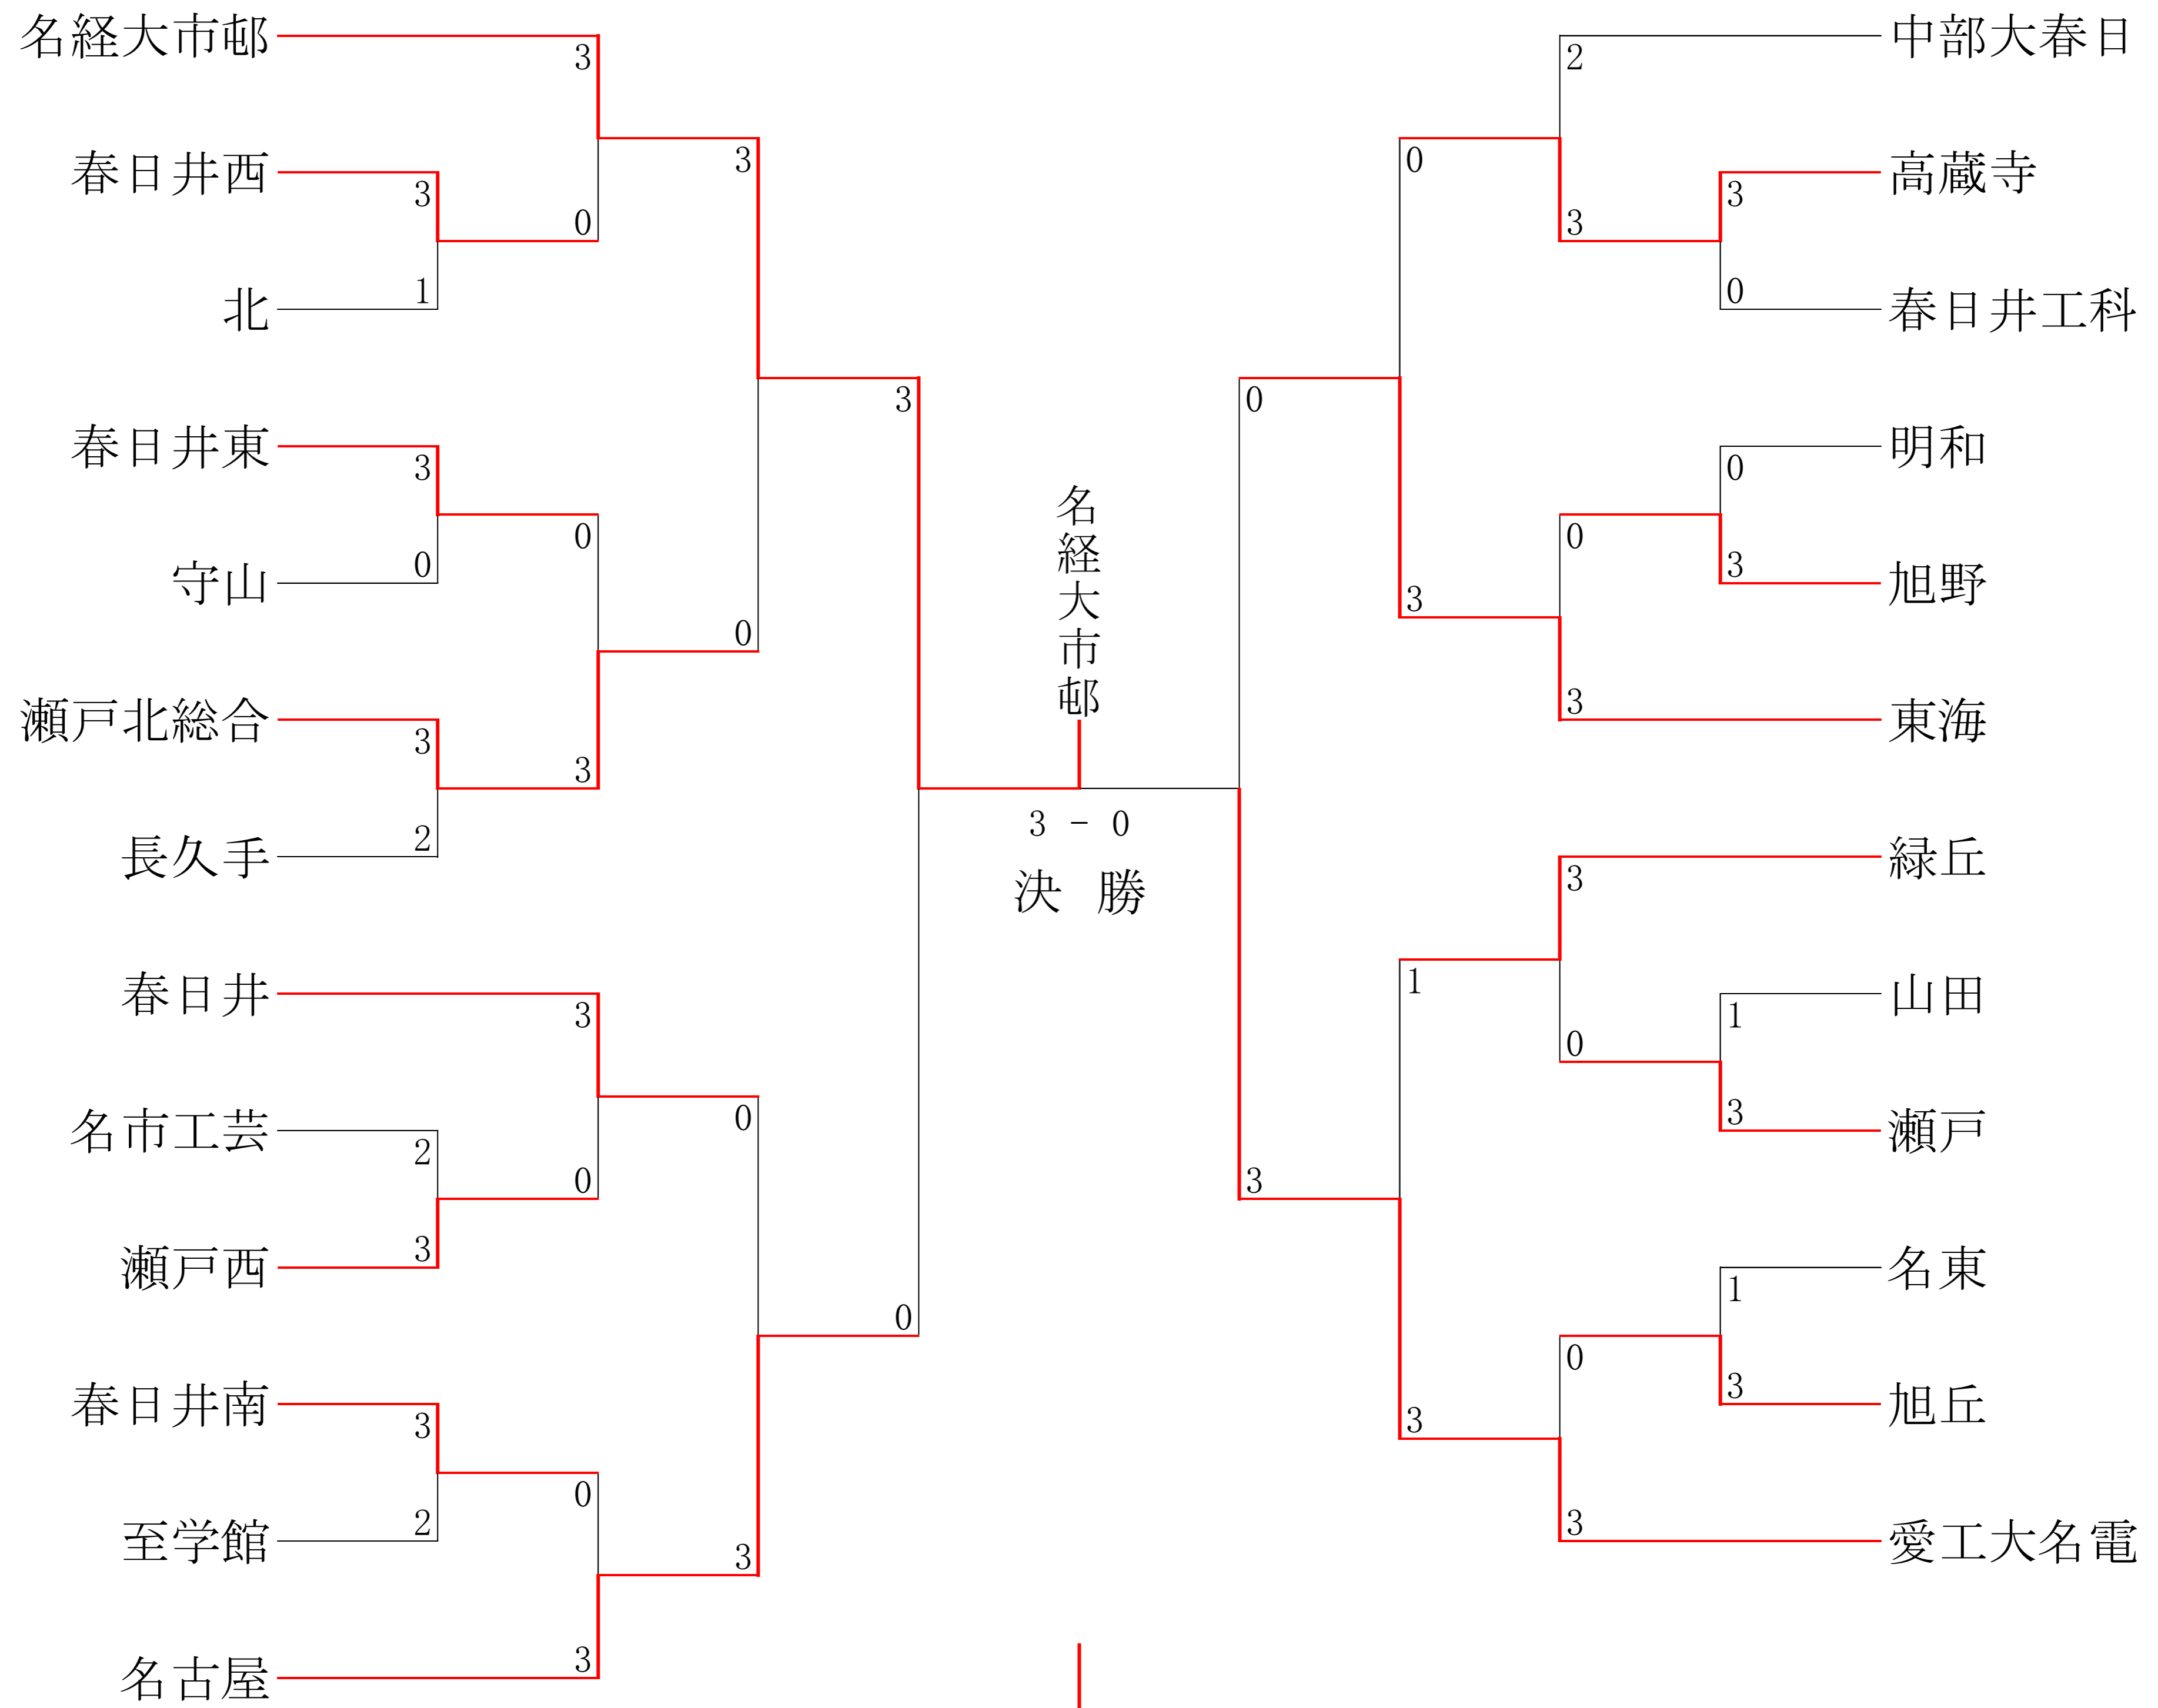 名経大市邨
3
春日井西
3
3
0
北
1
春日井東
3
3
0
守山
0
0
瀬戸北総合
3
3
長久手
2
春日井
3
0
名市工芸
2
0
瀬戸西
3
0
春日井南
3
0
至学館
2
3
名古屋
3
名経大市邨
3 - 0
決 勝
中部大春日
2
0
高蔵寺
3
3
春日井工科
0
0
明和
0
0
旭野
3
3
東海
3
緑丘
3
1
山田
1
0
瀬戸
3
3
名東
1
0
旭丘
3
3
愛工大名電
3